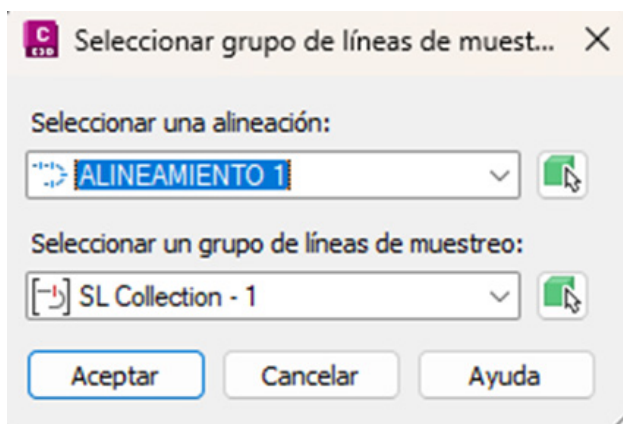 Seleccionar grupo de líneas de muest...
Seleccionar una alineación:
ALINEAMIENTO 1
Seleccionar un grupo de líneas de muestreo:
SL Collection - 1
Aceptar Cancelar Ayuda